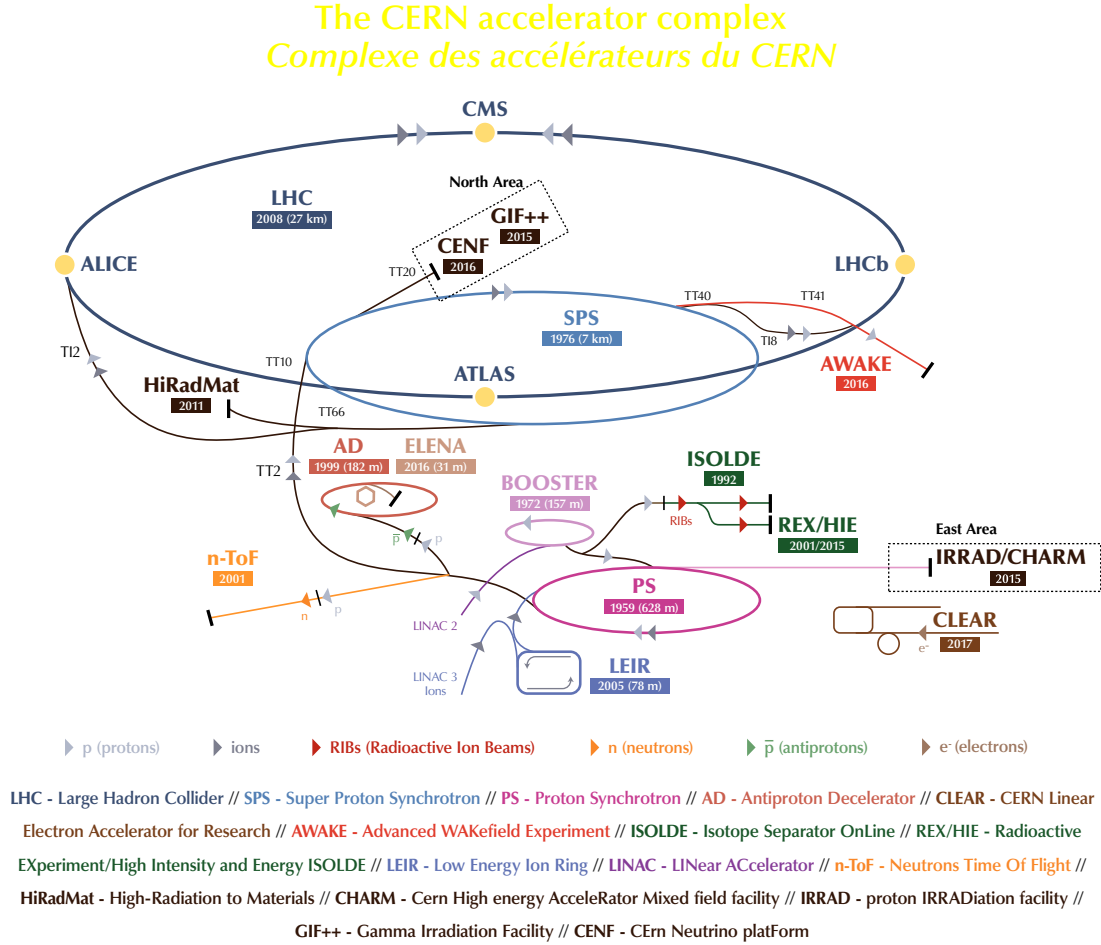 The CERN accelerator complex
Complexe des accélérateurs du CERN
CMS
North Area
LHC
2008 (27 km)
GIF++
2015
CENF
2016
ALICE
LHCb
TT20
TT40
TT41
SPS
1976 (7 km)
TI8
TI2
TT10
ATLAS
AWAKE
2016
HiRadMat
2011
TT66
AD
1999 (182 m)
ELENA
2016 (31 m)
TT2
ISOLDE
1992
BOOSTER
1972 (157 m)
RIBs
REX/HIE
2001/2015
East Area
p̅
p
n-ToF
2001
IRRAD/CHARM
2015
PS
1959 (628 m)
n
p
LINAC 2
CLEAR
2017
e-
LINAC 3
Ions
LEIR
2005 (78 m)
p (protons)
ions
RIBs (Radioactive Ion Beams)
n (neutrons)
p̅ (antiprotons)
e- (electrons)
LHC - Large Hadron Collider // SPS - Super Proton Synchrotron // PS - Proton Synchrotron // AD - Antiproton Decelerator // CLEAR - CERN Linear
Electron Accelerator for Research // AWAKE - Advanced WAKefield Experiment // ISOLDE - Isotope Separator OnLine // REX/HIE - Radioactive
EXperiment/High Intensity and Energy ISOLDE // LEIR - Low Energy Ion Ring // LINAC - LINear ACcelerator // n-ToF - Neutrons Time Of Flight //
HiRadMat - High-Radiation to Materials // CHARM - Cern High energy AcceleRator Mixed field facility // IRRAD - proton IRRADiation facility //
GIF++ - Gamma Irradiation Facility // CENF - CErn Neutrino platForm